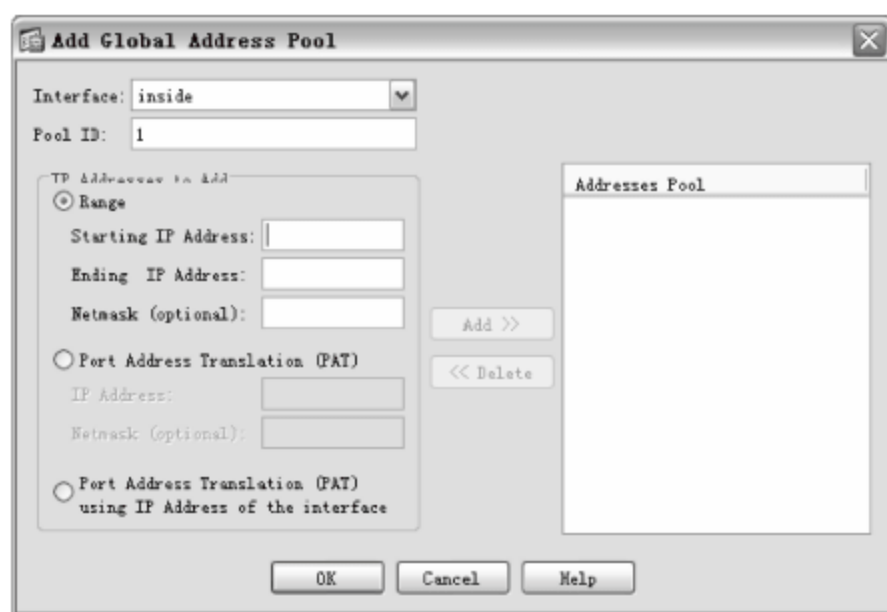 Add Global Address Pool
Interface: inside
Pool ID: 1
IP Addresses to Add
Range
Starting IP Address:
Ending IP Address:
Netmask (optional):
Port Address Translation (PAT)
IP Address:
Netmask (optional):
Port Address Translation (PAT)
using IP Address of the interface
Add >>
<< Delete
Addresses Pool
OK Cancel Help